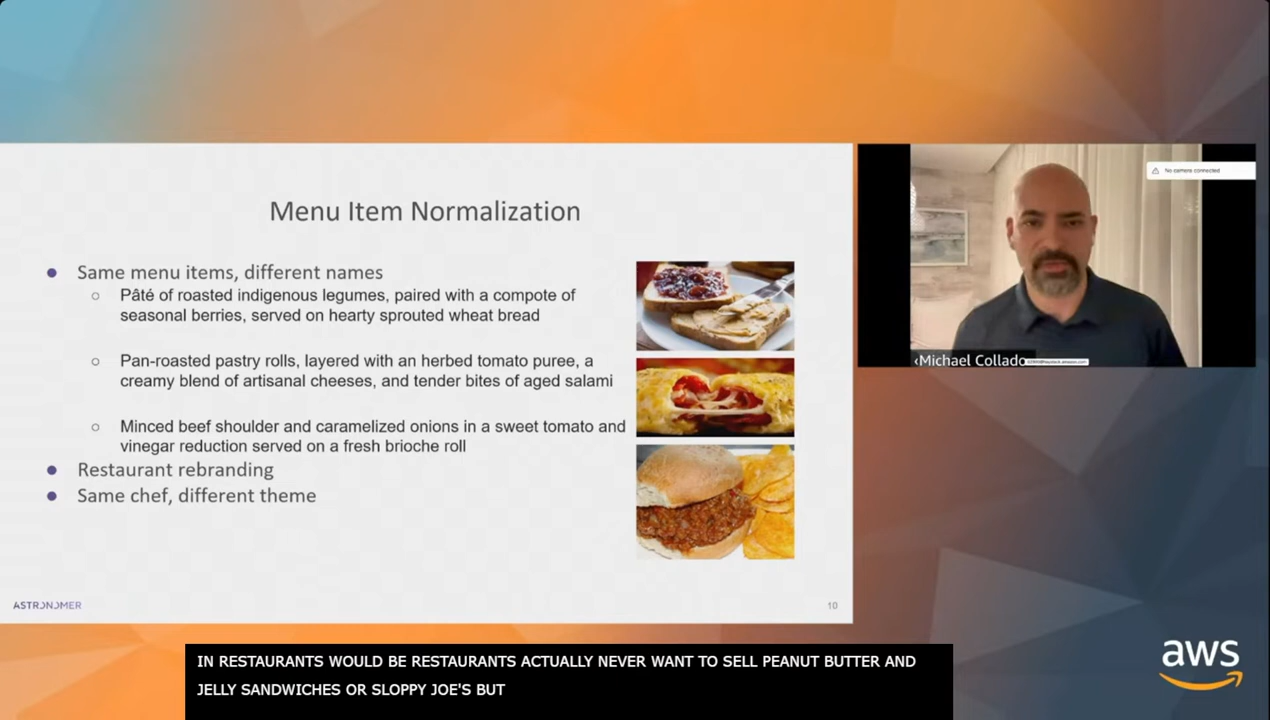 Menu Item Normalization
Same menu items, different names
Pâté of roasted indigenous legumes, paired with a compote of
seasonal berries, served on hearty sprouted wheat bread
Pan-roasted pastry rolls, layered with an herbed tomato puree, a
creamy blend of artisanal cheeses, and tender bites of aged salami
Minced beef shoulder and caramelized onions in a sweet tomato and
vinegar reduction served on a fresh brioche roll
Restaurant rebranding
Same chef, different theme
ASTRONOMER
10
No camera connected
Michael Collado
aws
IN RESTAURANTS WOULD BE RESTAURANTS ACTUALLY NEVER WANT TO SELL PEANUT BUTTER AND
JELLY SANDWICHES OR SLOPPY JOE'S BUT